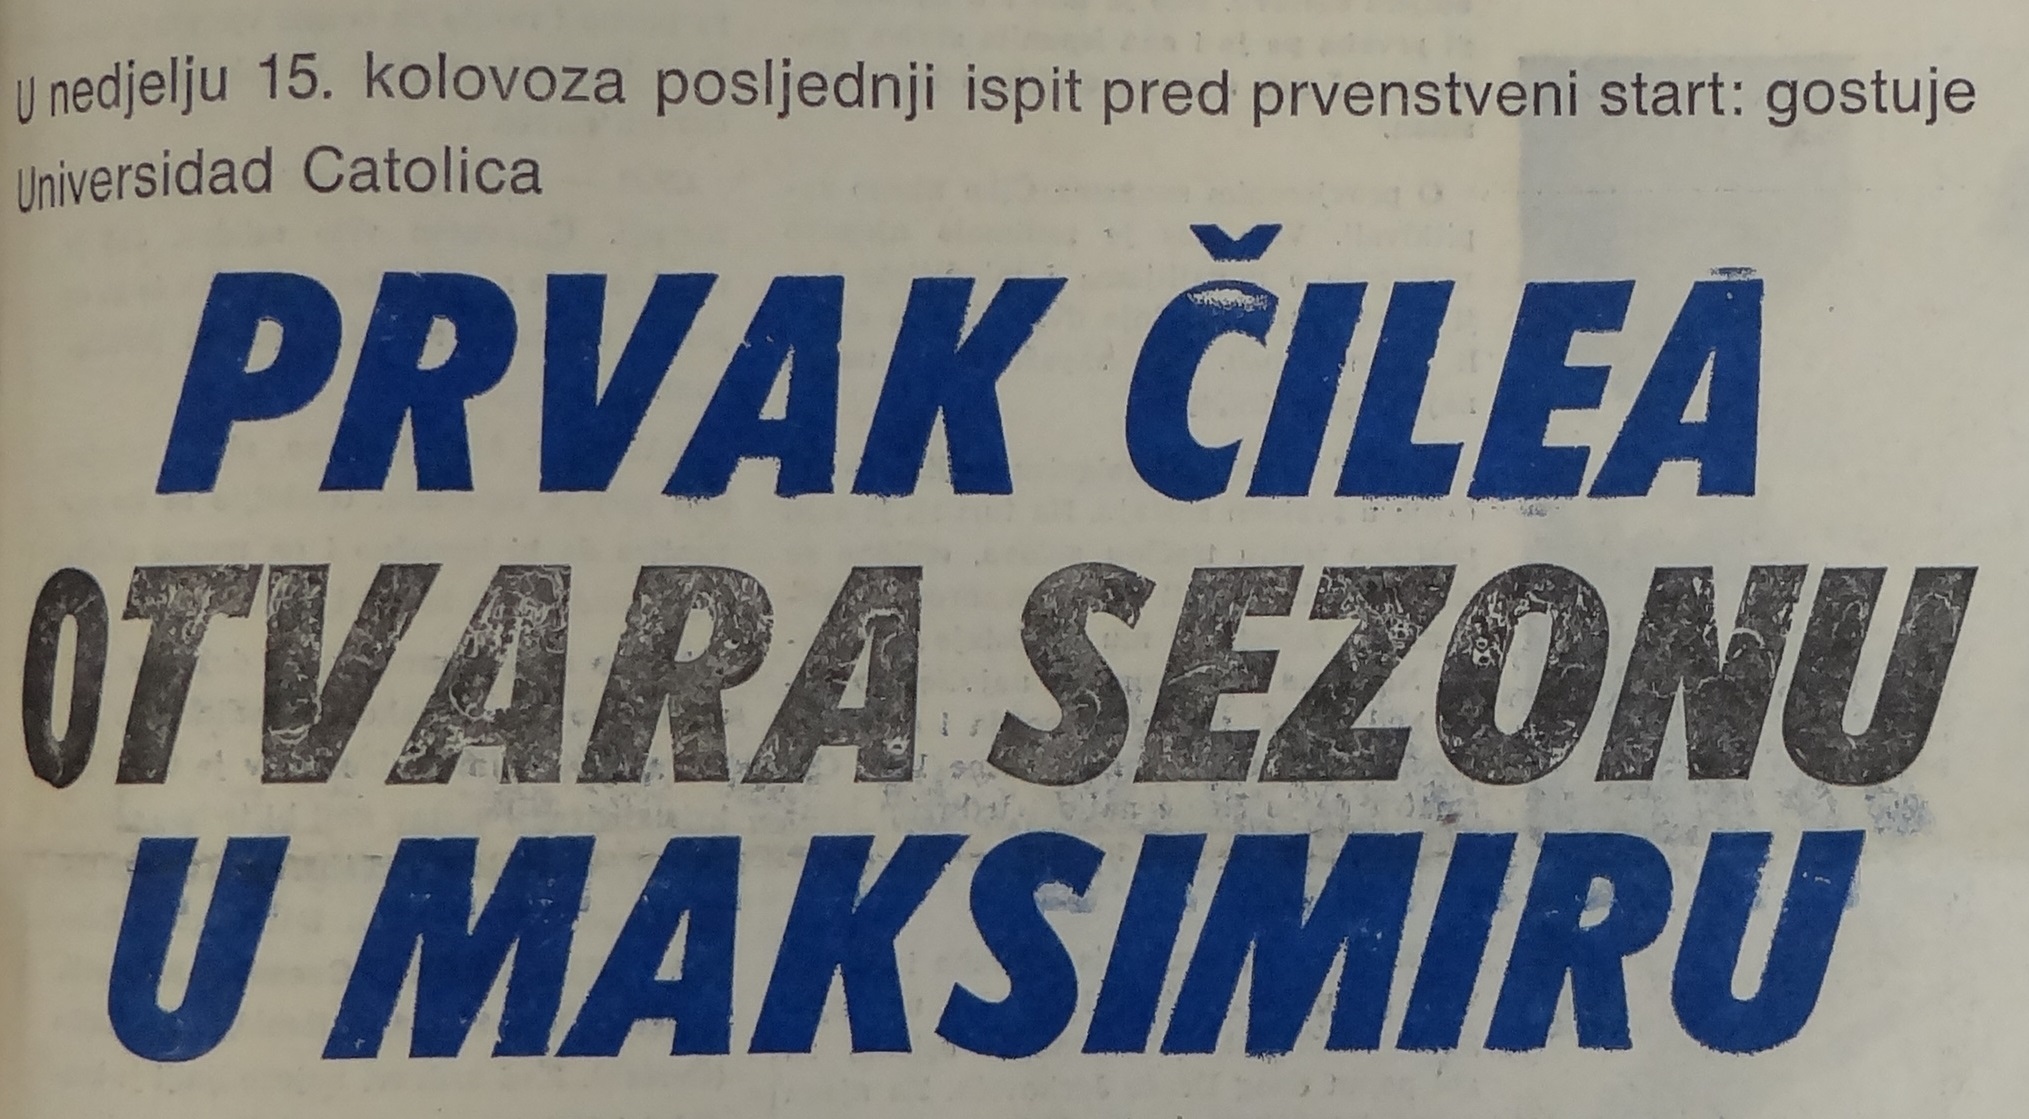 U nedjelju 15. kolovoza posljednji ispit pred prvenstveni start: gostuje
Universidad Catolica
PRVAK ČILEA
OTVARA SEZONU
U MAKSIMIRU